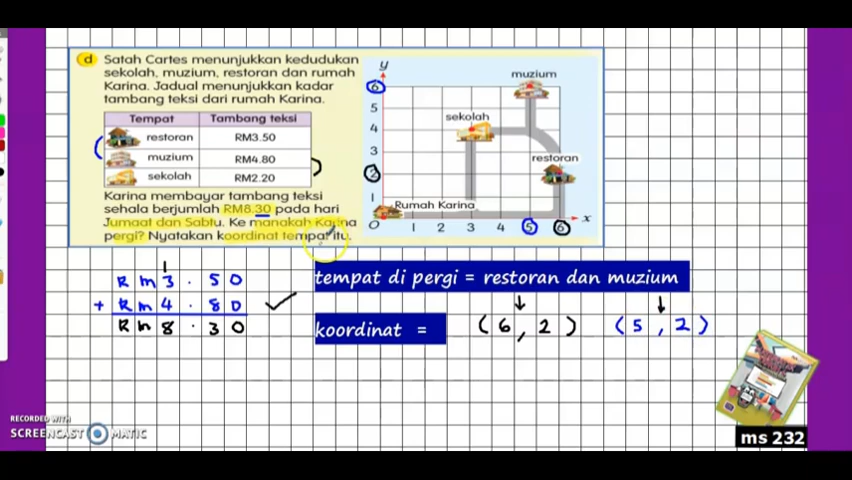 d Satah Cartes menunjukkan kedudukan
sekolah, muzium, restoran dan rumah
Karina. Jadual menunjukkan kadar
tambang teksi dari rumah Karina.
Tempat Tambang teksi
restoran RM3.50
muzium RM4.80
sekolah RM2.20
Karina membayar tambang teksi
sehala berjumlah RM8.30 pada hari
Jumaat dan Sabtu. Ke manakah Karina
pergi? Nyatakan koordinat tempat itu.
y
muzium
6
5
sekolah
4
3
restoran
2
1
Rumah Karina
O 1 2 3 4 5 6 x
1
Rm3.50
+ Rm4.80
Rm8.30
tempat di pergi = restoran dan muzium
koordinat = (6,2) (5,2)
RECORDED WITH
SCREENCAST MATIC
ms 232